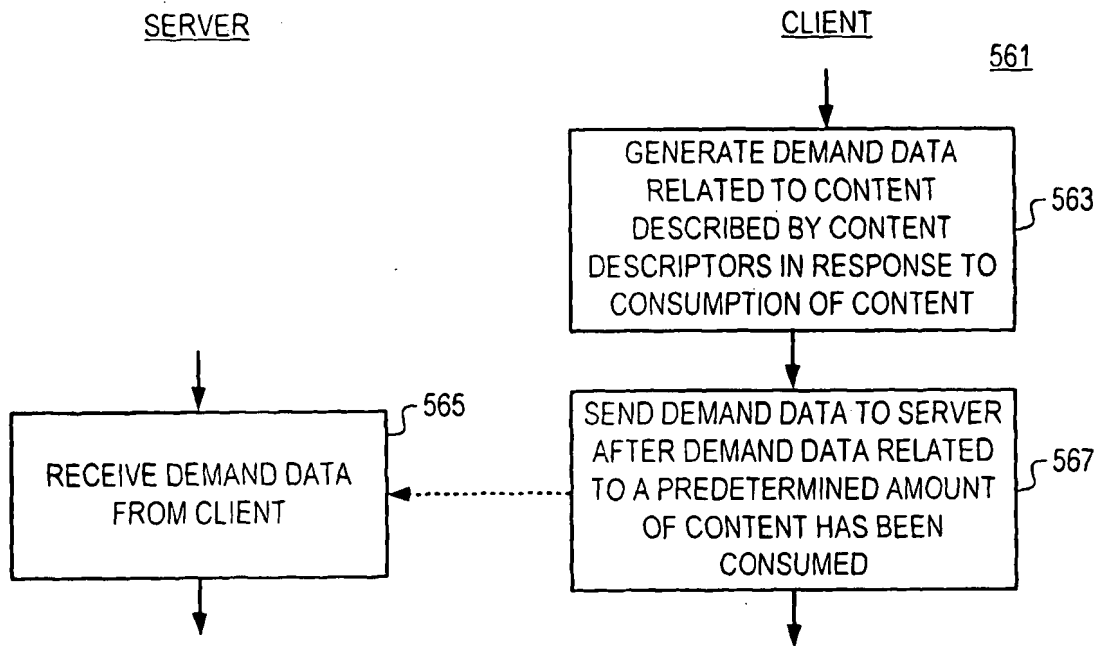 SERVER
CLIENT
561
GENERATE DEMAND DATA
RELATED TO CONTENT
DESCRIBED BY CONTENT
DESCRIPTORS IN RESPONSE TO
CONSUMPTION OF CONTENT
563
565
RECEIVE DEMAND DATA
FROM CLIENT
SEND DEMAND DATA TO SERVER
AFTER DEMAND DATA RELATED
TO A PREDETERMINED AMOUNT
OF CONTENT HAS BEEN
CONSUMED
567